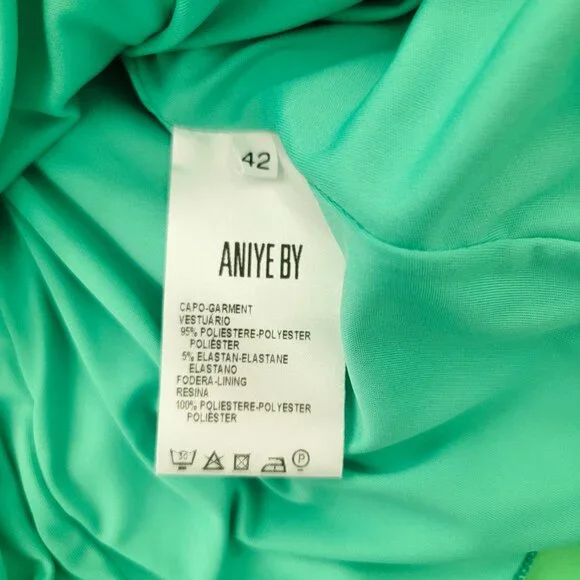 42
ANIYE BY
CAPO-GARMENT
VESTUÁRIO
95% POLIESTERE-POLYESTER
POLIÉSTER
5% ELASTAN-ELASTANE
ELASTANO
FODERA-LINING
RESINA
100% POLIESTERE-POLYESTER
POLIÉSTER
30 P